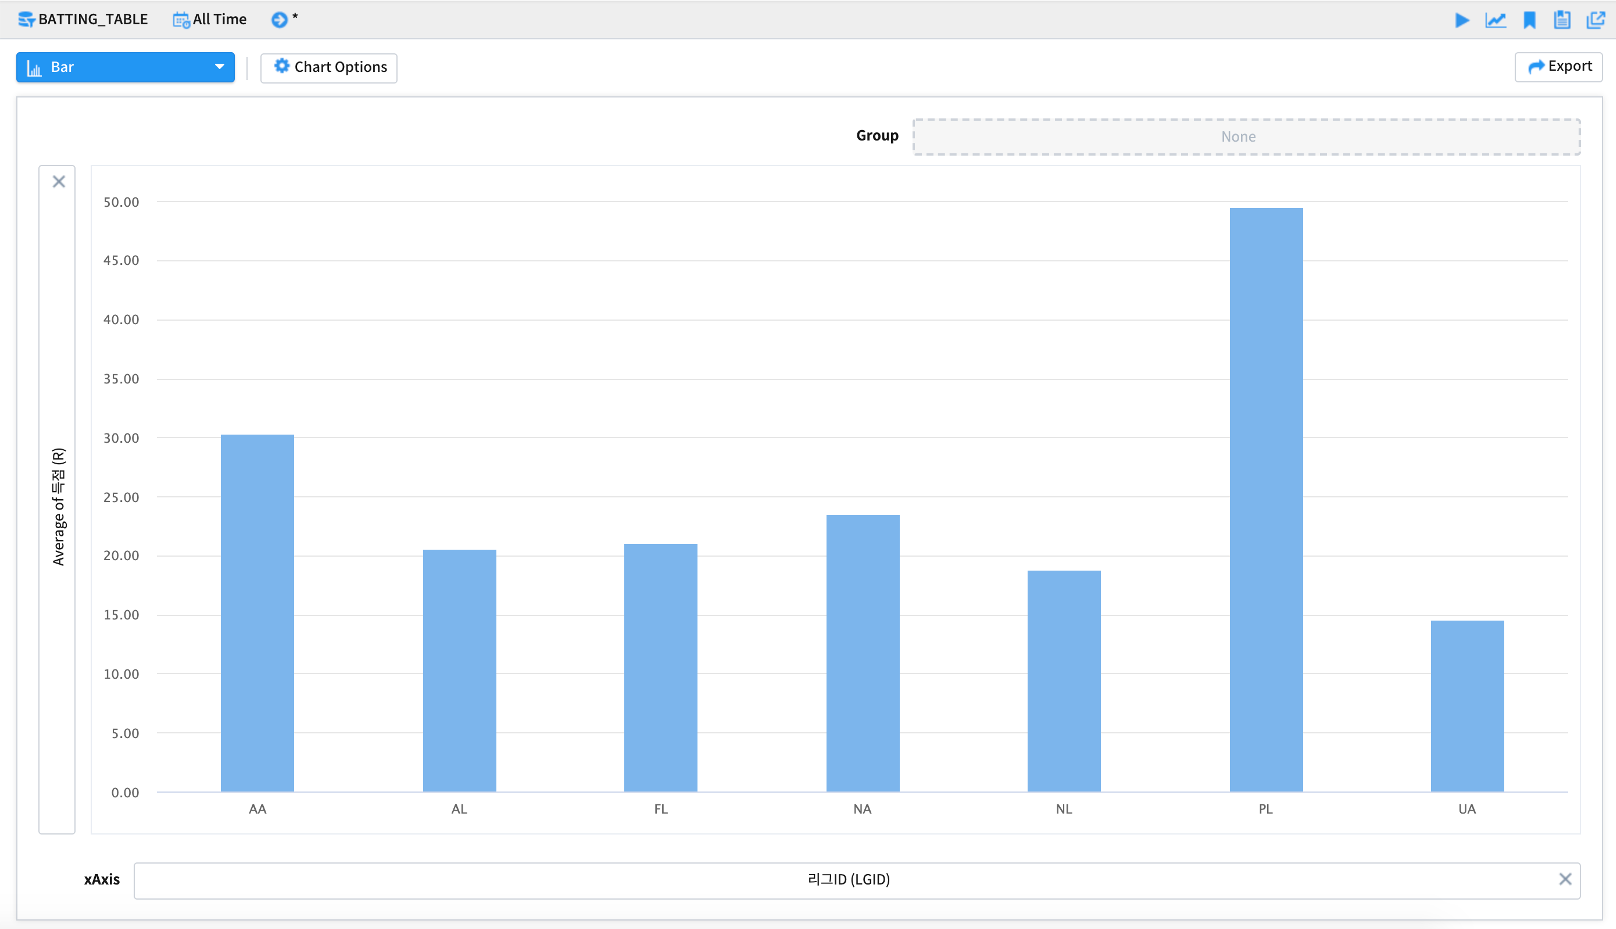 BATTING_TABLE All Time *
Bar Chart Options Export
Group None
50.00
45.00
40.00
35.00
30.00
25.00
20.00
15.00
10.00
5.00
0.00
Average of 득점 (R)
AA AL FL NA NL PL UA
xAxis 리그ID (LGID)